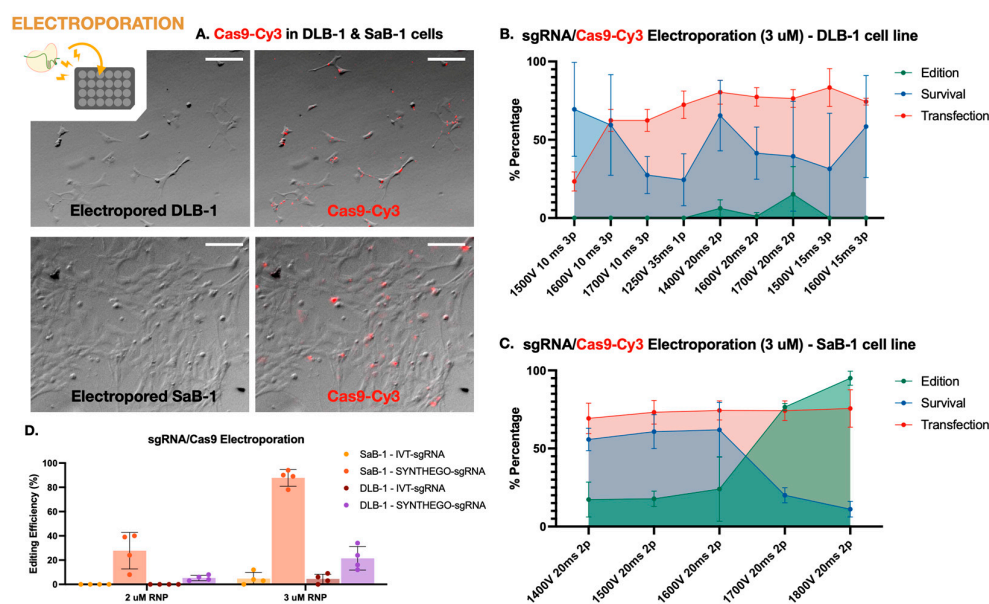 ELECTROPORATION
A. Cas9-Cy3 in DLB-1 & SaB-1 cells
Electropored DLB-1
Cas9-Cy3
Electropored SaB-1
Cas9-Cy3
B. sgRNA/Cas9-Cy3 Electroporation (3 uM) - DLB-1 cell line
% Percentage
100
50
0
Edition
Survival
Transfection
1500V 10 ms 3p
1600V 10 ms 3p
1700V 10 ms 3p
1250V 35ms 1p
1400V 20ms 2p
1600V 20ms 2p
1700V 20ms 2p
1500V 15ms 3p
1600V 15ms 3p
C. sgRNA/Cas9-Cy3 Electroporation (3 uM) - SaB-1 cell line
% Percentage
100
50
0
Edition
Survival
Transfection
1400V 20ms 2p
1500V 20ms 2p
1600V 20ms 2p
1700V 20ms 2p
1800V 20ms 2p
D.
sgRNA/Cas9 Electroporation
Editing Efficiency (%)
100
80
60
40
20
0
2 uM RNP
3 uM RNP
SaB-1 - IVT-sgRNA
SaB-1 - SYNTHEGO-sgRNA
DLB-1 - IVT-sgRNA
DLB-1 - SYNTHEGO-sgRNA